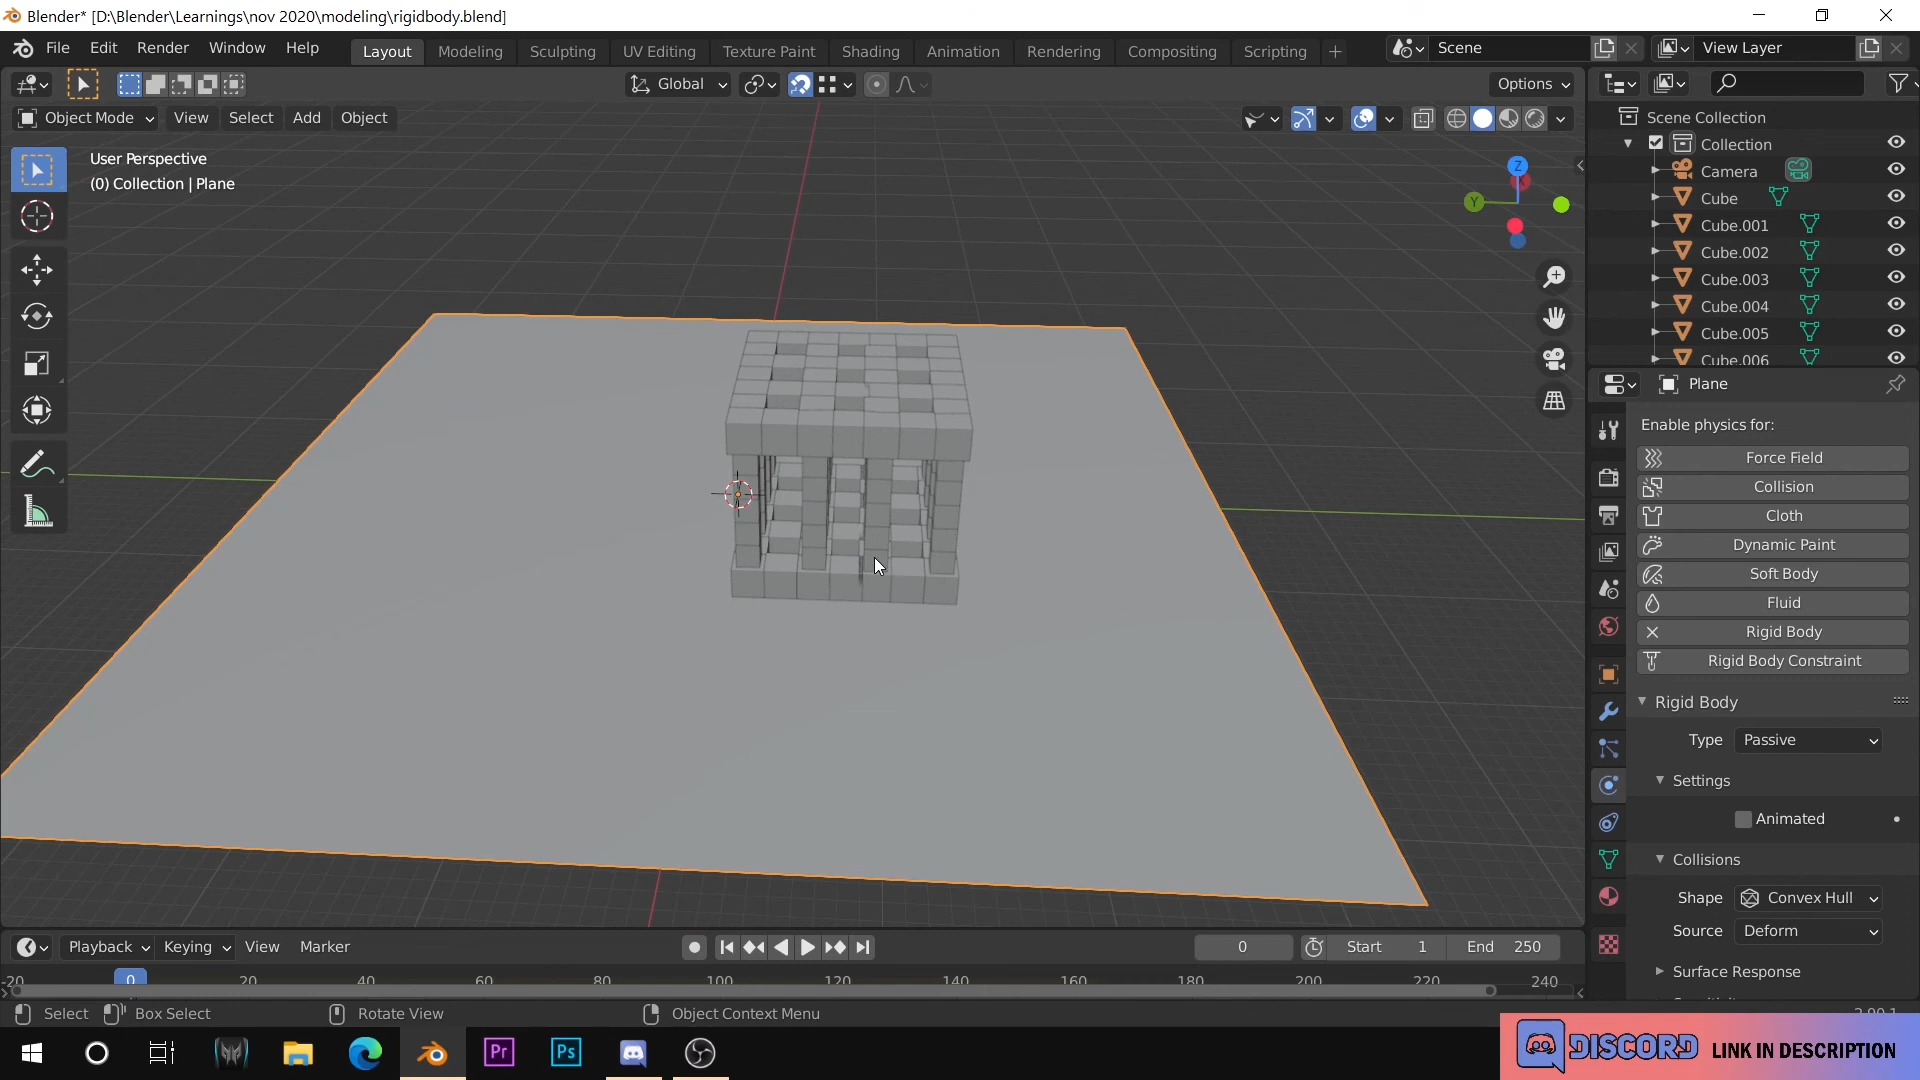 Blender* [D:\Blender\Learnings\nov 2020\modeling\rigidbody.blend]
File Edit Render Window Help Layout Modeling Sculpting UV Editing Texture Paint Shading Animation Rendering Compositing Scripting + Scene View Layer
Global Options
Object Mode View Select Add Object
User Perspective
(0) Collection | Plane
Z
Y
Scene Collection
Collection
Camera
Cube
Cube.001
Cube.002
Cube.003
Cube.004
Cube.005
Cube.006
Plane
Enable physics for:
Force Field
Collision
Cloth
Dynamic Paint
Soft Body
Fluid
Rigid Body
Rigid Body Constraint
Rigid Body
Type Passive
Settings
Animated
Collisions
Shape Convex Hull
Source Deform
Surface Response
Playback Keying View Marker 0 Start 1 End 250
-20 0 20 40 60 80 100 120 140 160 180 200 220 240
Select Box Select Rotate View Object Context Menu
Pr Ps
DISCORD LINK IN DESCRIPTION